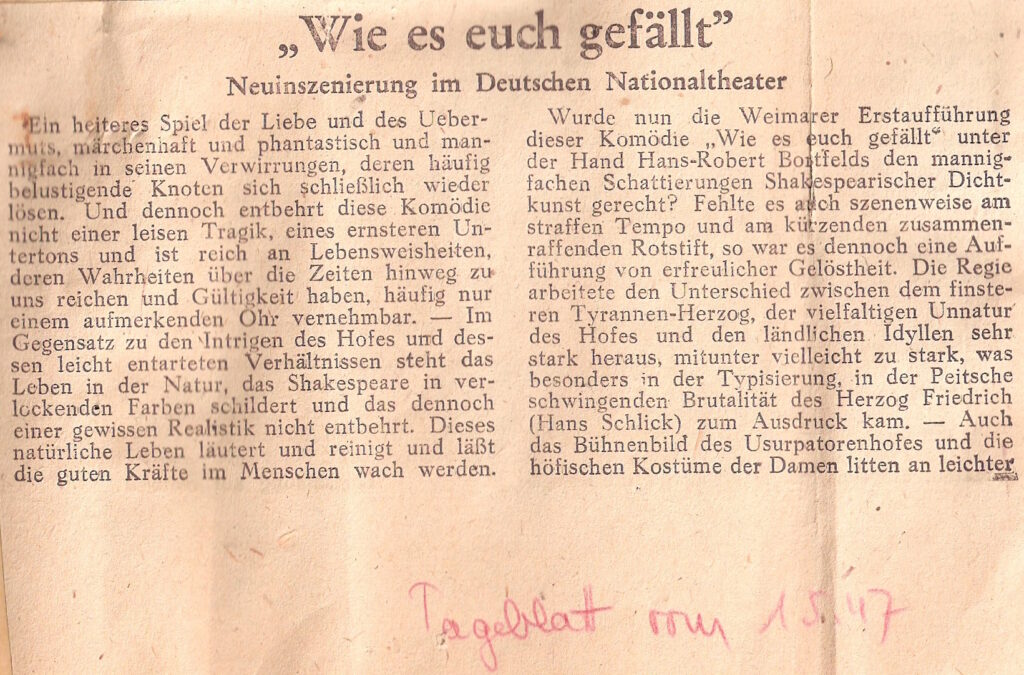 „Wie es euch gefällt”
Neuinszenierung im Deutschen Nationaltheater
Ein heiteres Spiel der Liebe und des Ueber-
muts, märchenhaft und phantastisch und man-
nigfach in seinen Verwirrungen, deren häufig
belustigende Knoten sich schließlich wieder
lösen. Und dennoch entbehrt diese Komödie
nicht einer leisen Tragik, eines ernsteren Un-
tertons und ist reich an Lebensweisheiten,
deren Wahrheiten über die Zeiten hinweg zu
uns reichen und Gültigkeit haben, häufig nur
einem aufmerkenden Ohr vernehmbar. — Im
Gegensatz zu den Intrigen des Hofes und des-
sen leicht entarteten Verhältnissen steht das
Leben in der Natur, das Shakespeare in ver-
lockenden Farben schildert und das dennoch
einer gewissen Realistik nicht entbehrt. Dieses
natürliche Leben läutert und reinigt und läßt
die guten Kräfte im Menschen wach werden.
Wurde nun die Weimarer Erstaufführung
dieser Komödie „Wie es euch gefällt“ unter
der Hand Hans-Robert Bortfelds den mannig-
fachen Schattierungen Shakespearischer Dicht-
kunst gerecht? Fehlte es auch szenenweise am
straffen Tempo und am kürzenden zusammen-
raffenden Rotstift, so war es dennoch eine Auf-
führung von erfreulicher Gelöstheit. Die Regie
arbeitete den Unterschied zwischen dem finste-
ren Tyrannen-Herzog, der vielfaltigen Unnatur
des Hofes und den ländlichen Idyllen sehr
stark heraus, mitunter vielleicht zu stark, was
besonders in der Typisierung, in der Peitsche
schwingenden Brutalität des Herzog Friedrich
(Hans Schlick) zum Ausdruck kam. — Auch
das Bühnenbild des Usurpatorenhofes und die
höfischen Kostüme der Damen litten an leichter
Tageblatt vom 1.5.47